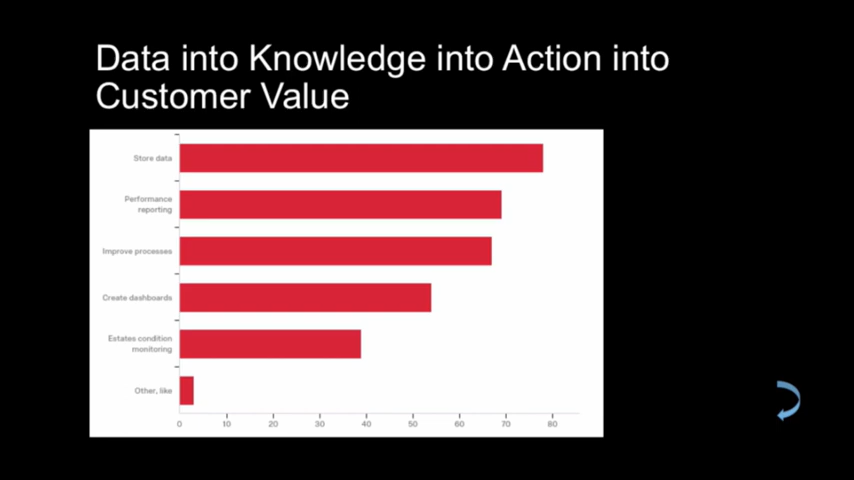 Data into Knowledge into Action into
Customer Value
Store data
Performance
reporting
Improve processes
Create dashboards
Estates condition
monitoring
Other, like
0 10 20 30 40 50 60 70 80